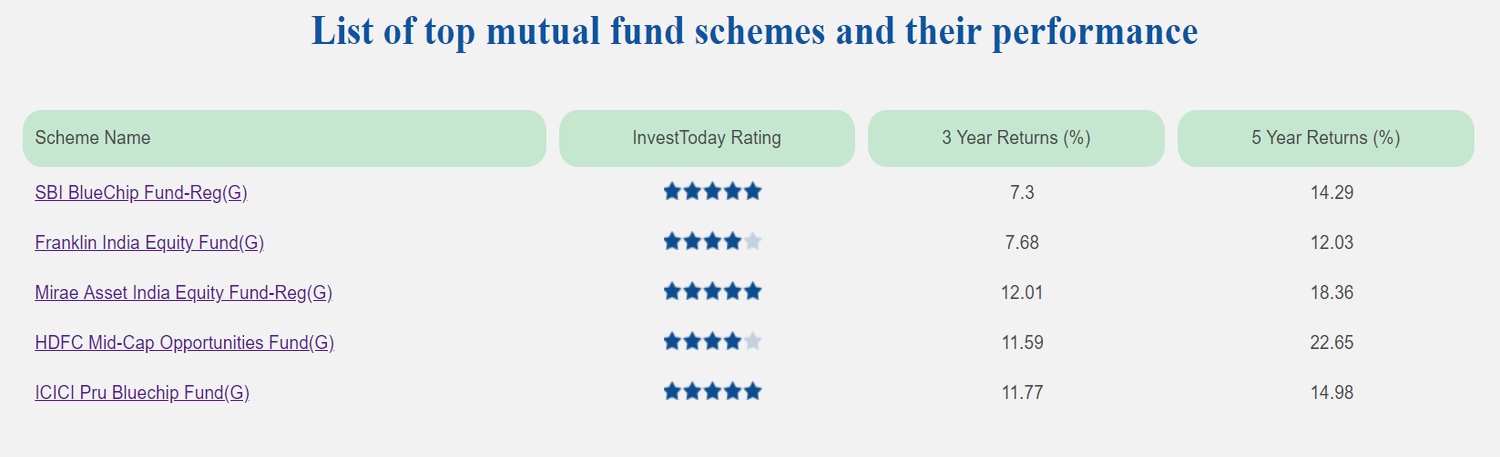 List of top mutual fund schemes and their performance
Scheme Name InvestToday Rating 3 Year Returns (%) 5 Year Returns (%)
SBI BlueChip Fund-Reg(G) 7.3 14.29
Franklin India Equity Fund(G) 7.68 12.03
Mirae Asset India Equity Fund-Reg(G) 12.01 18.36
HDFC Mid-Cap Opportunities Fund(G) 11.59 22.65
ICICI Pru Bluechip Fund(G) 11.77 14.98